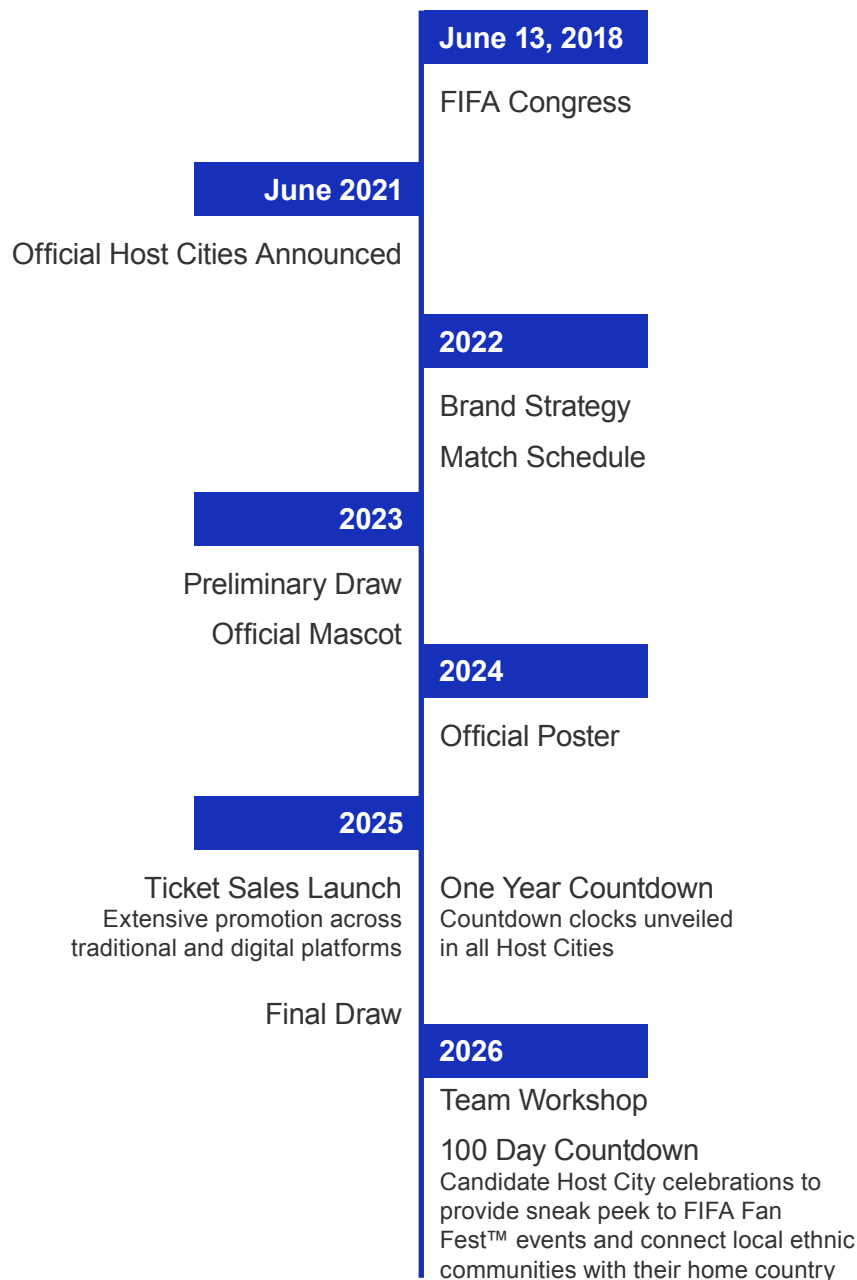 June 13, 2018
FIFA Congress
June 2021
Official Host Cities Announced
2022
Brand Strategy
Match Schedule
2023
Preliminary Draw
Official Mascot
2024
Official Poster
2025
Ticket Sales Launch
Extensive promotion across
traditional and digital platforms
One Year Countdown
Countdown clocks unveiled
in all Host Cities
Final Draw
2026
Team Workshop
100 Day Countdown
Candidate Host City celebrations to
provide sneak peek to FIFA Fan
Fest™ events and connect local ethnic
communities with their home country